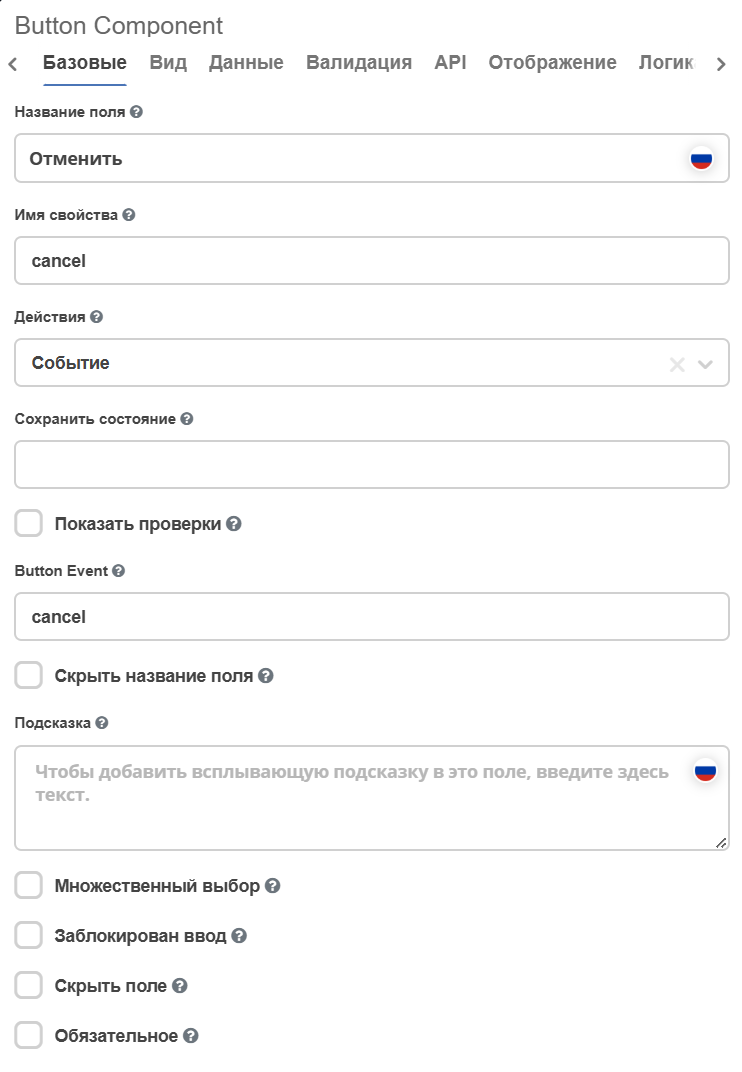 Button Component
Базовые Вид Данные Валидация API Отображение Логик
Название поля
Отменить
Имя свойства
cancel
Действия
Событие
Сохранить состояние
Показать проверки
Button Event
cancel
Скрыть название поля
Подсказка
Чтобы добавить всплывающую подсказку в это поле, введите здесь
текст.
Множественный выбор
Заблокирован ввод
Скрыть поле
Обязательное